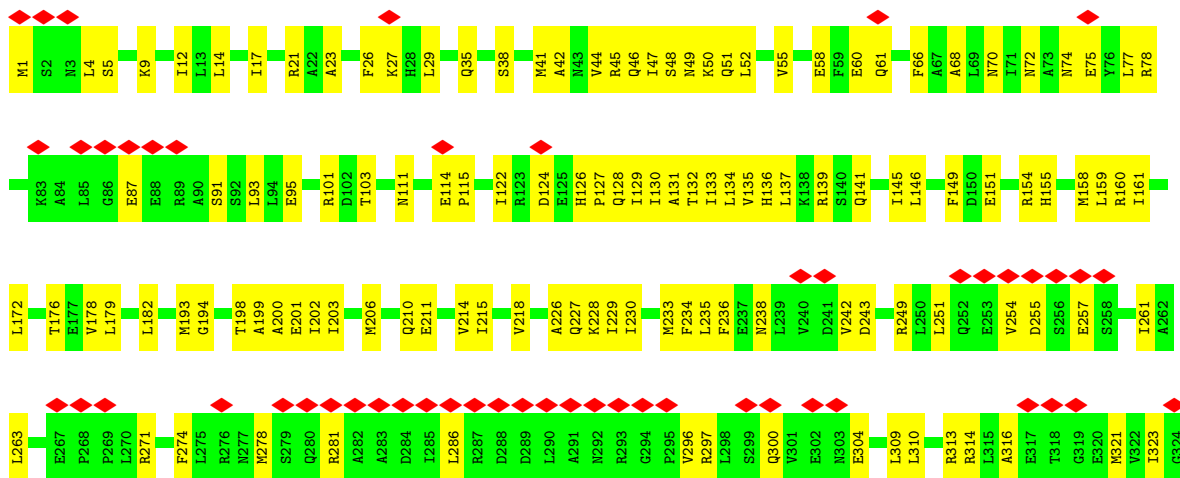 M1 S2 N3 L4 S5 K9 I12 L13 L14 I17 R21 A22 A23 F26 K27 H28 L29 Q35 S38 M41 A42 N43 V44 R45 Q46 I47 S48 N49 K50 Q51 L52 V55 E58 F59 E60 Q61 F66 A67 A68 L69 N70 I71 N72 A73 N74 E75 Y76 L77 R78
K83 A84 L85 G86 E87 E88 R89 A90 S91 S92 L93 L94 E95 R101 D102 T103 N111 E114 P115 I122 R123 D124 E125 H126 P127 Q128 I129 I130 A131 T132 I133 L134 V135 H136 L137 K138 R139 S140 Q141 I145 L146 F149 D150 E151 R154 H155 M158 L159 R160 I161
L172 T176 E177 V178 L179 L182 M193 G194 T198 A199 A200 E201 I202 I203 M206 Q210 E211 V214 I215 V218 A226 Q227 K228 I229 I230 M233 F234 L235 F236 E237 N238 L239 V240 D241 V242 D243 R249 L250 L251 Q252 E253 V254 D255 S256 E257 S258 I261 A262
L263 E267 P268 P269 L270 R271 F274 L275 R276 N277 M278 S279 Q280 R281 A282 A283 D284 I285 L286 R287 D288 D289 L290 A291 N292 R293 G294 P295 V296 R297 L298 S299 Q300 V301 E302 N303 E304 L309 L310 R313 R314 L315 A316 E317 T318 G319 E320 M321 V322 I323 G324